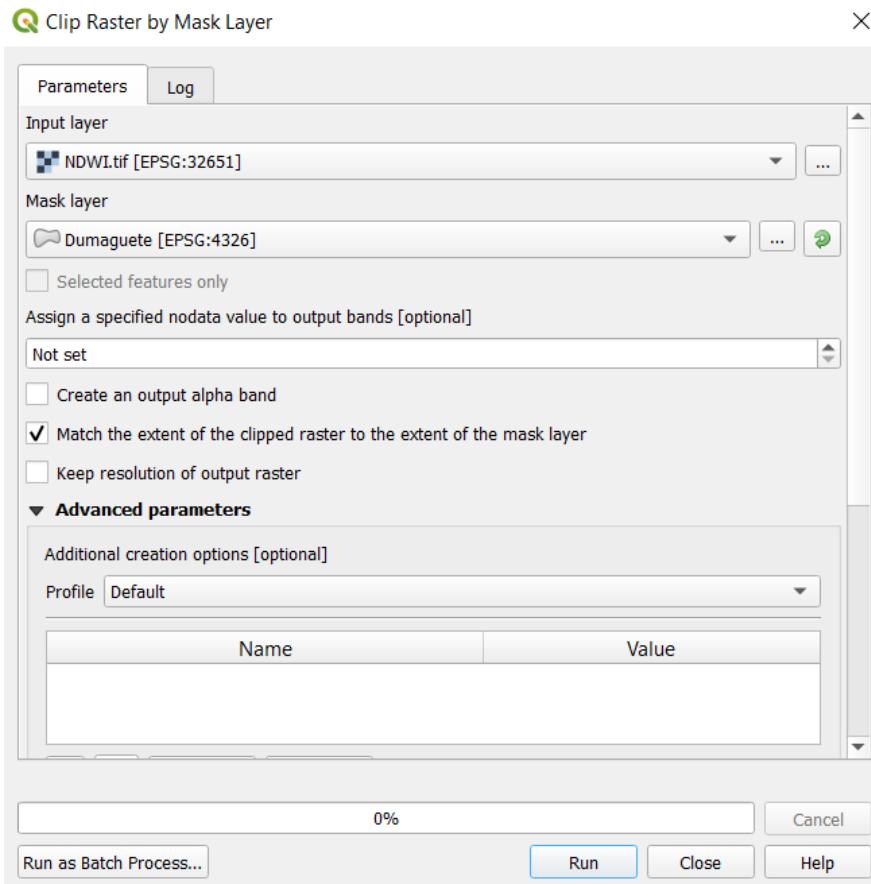 Clip Raster by Mask Layer
Parameters
Log
Input layer
NDWI.tif [EPSG:32651]
...
Mask layer
Dumaguete [EPSG:4326]
...
Selected features only
Assign a specified nodata value to output bands [optional]
Not set
Create an output alpha band
Match the extent of the clipped raster to the extent of the mask layer
Keep resolution of output raster
Advanced parameters
Additional creation options [optional]
Profile Default
Name Value
0%
Cancel
Run as Batch Process...
Run
Close
Help